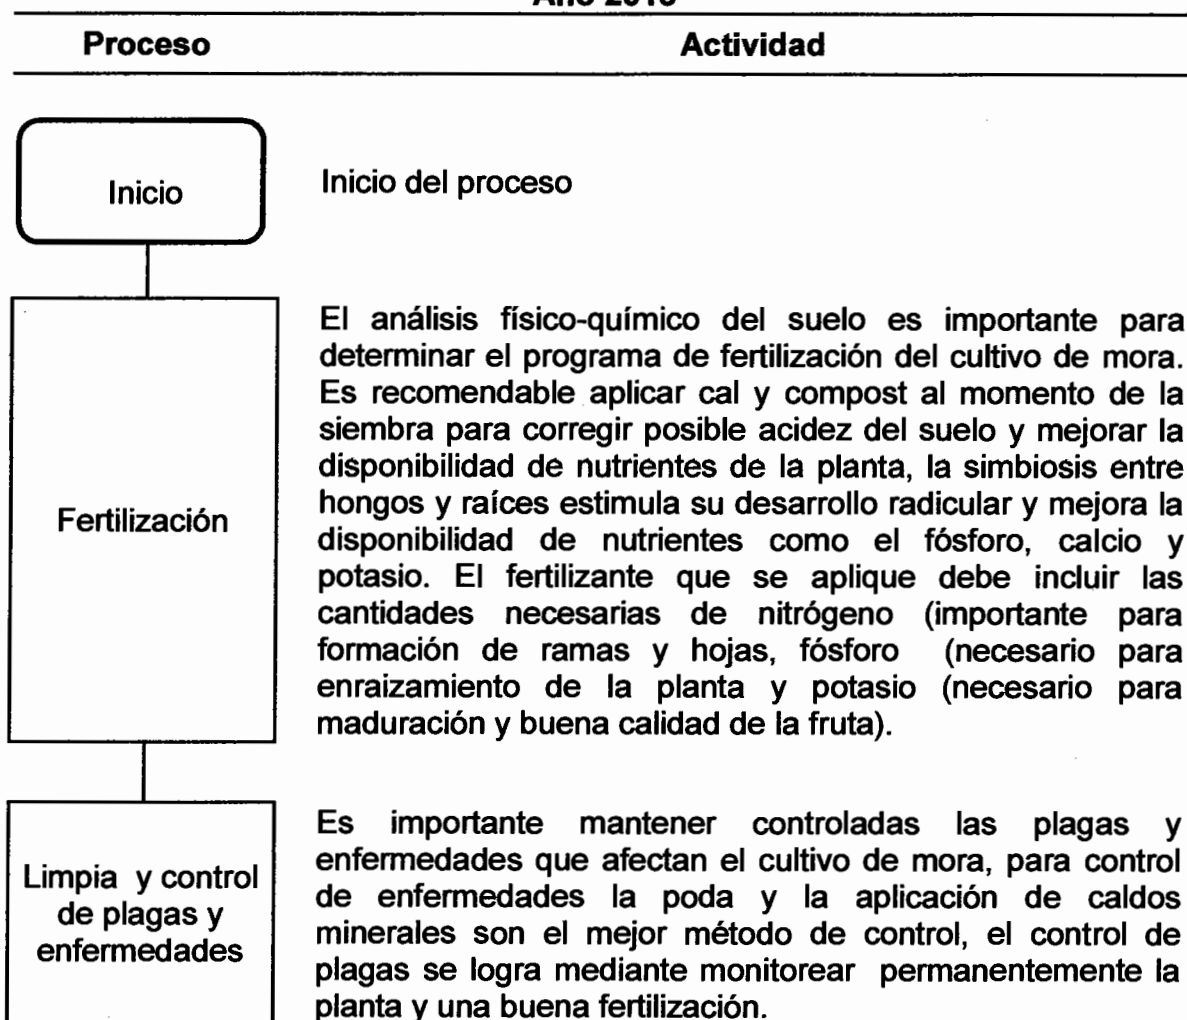 Proceso Actividad
Inicio
Inicio del proceso
Fertilización
El análisis físico-químico del suelo es importante para
determinar el programa de fertilización del cultivo de mora.
Es recomendable aplicar cal y compost al momento de la
siembra para corregir posible acidez del suelo y mejorar la
disponibilidad de nutrientes de la planta, la simbiosis entre
hongos y raíces estimula su desarrollo radicular y mejora la
disponibilidad de nutrientes como el fósforo, calcio y
potasio. El fertilizante que se aplique debe incluir las
cantidades necesarias de nitrógeno (importante para
formación de ramas y hojas, fósforo (necesario para
enraizamiento de la planta y potasio (necesario para
maduración y buena calidad de la fruta).
Limpia y control
de plagas y
enfermedades
Es importante mantener controladas las plagas y
enfermedades que afectan el cultivo de mora, para control
de enfermedades la poda y la aplicación de caldos
minerales son el mejor método de control, el control de
plagas se logra mediante monitorear permanentemente la
planta y una buena fertilización.